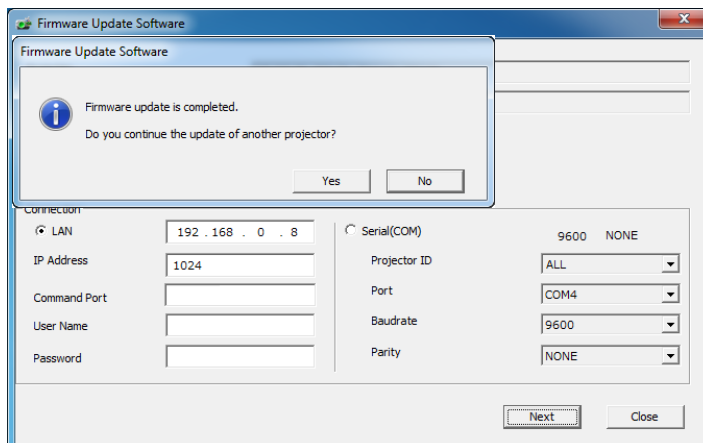 Firmware Update Software
Firmware Update Software
Firmware update is completed.
Do you continue the update of another projector?
Yes No
Connection
LAN 192 . 168 . 0 . 8 Serial(COM) 9600 NONE
IP Address 1024 Projector ID ALL
Command Port Port COM4
User Name Baudrate 9600
Password Parity NONE
Next Close